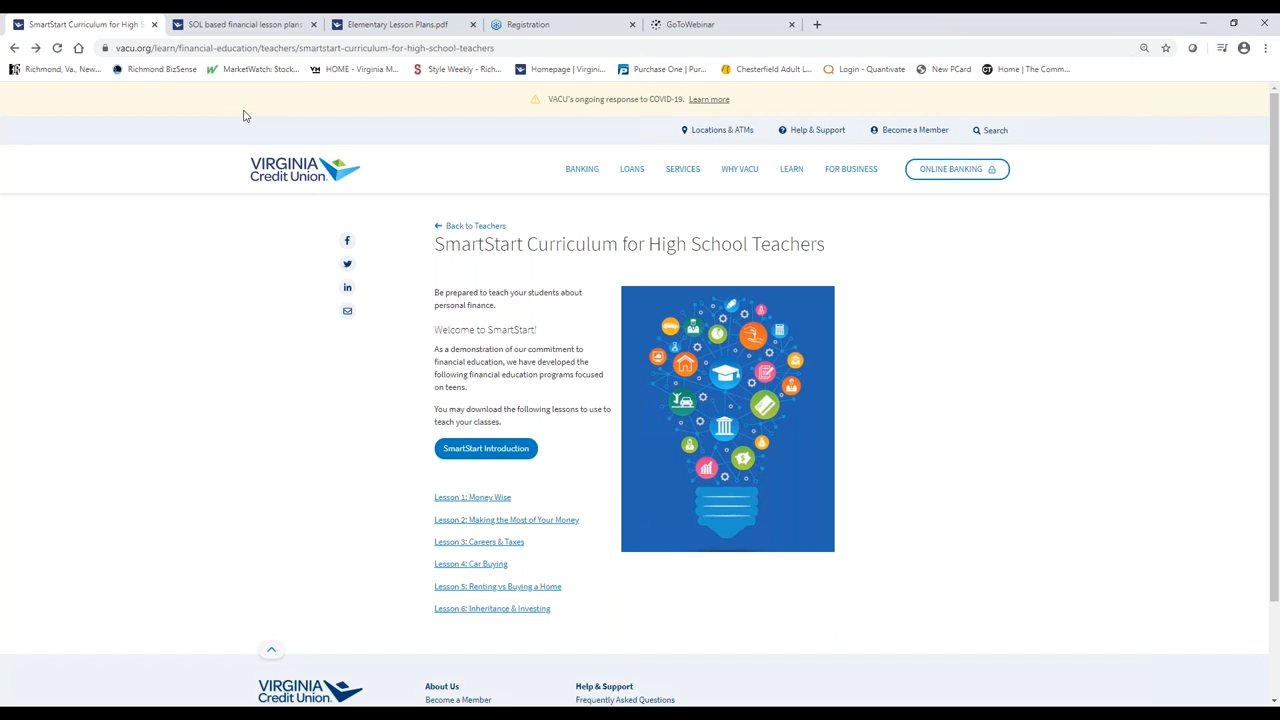 SmartStart Curriculum for High S
SOL based financial lesson plans
Elementary Lesson Plans.pdf
Registration
GoToWebinar
vacu.org/learn/financial-education/teachers/smartstart-curriculum-for-high-school-teachers
Richmond, Va., New...
Richmond BizSense
MarketWatch: Stock...
HOME - Virginia M...
Style Weekly - Rich...
Homepage | Virgini...
Purchase One | Pur...
Chesterfield Adult L...
Login - Quantivate
New PCard
Home | The Comm...
VACU's ongoing response to COVID-19. Learn more
Locations & ATMs
Help & Support
Become a Member
Search
VIRGINIA
Credit Union
BANKING
LOANS
SERVICES
WHY VACU
LEARN
FOR BUSINESS
ONLINE BANKING
Back to Teachers
SmartStart Curriculum for High School Teachers
Be prepared to teach your students about
personal finance.
Welcome to SmartStart!
As a demonstration of our commitment to
financial education, we have developed the
following financial education programs focused
on teens.
You may download the following lessons to use to
teach your classes.
SmartStart Introduction
Lesson 1: Money Wise
Lesson 2: Making the Most of Your Money
Lesson 3: Careers & Taxes
Lesson 4: Car Buying
Lesson 5: Renting vs Buying a Home
Lesson 6: Inheritance & Investing
VIRGINIA
Credit Union
About Us
Become a Member
Help & Support
Frequently Asked Questions